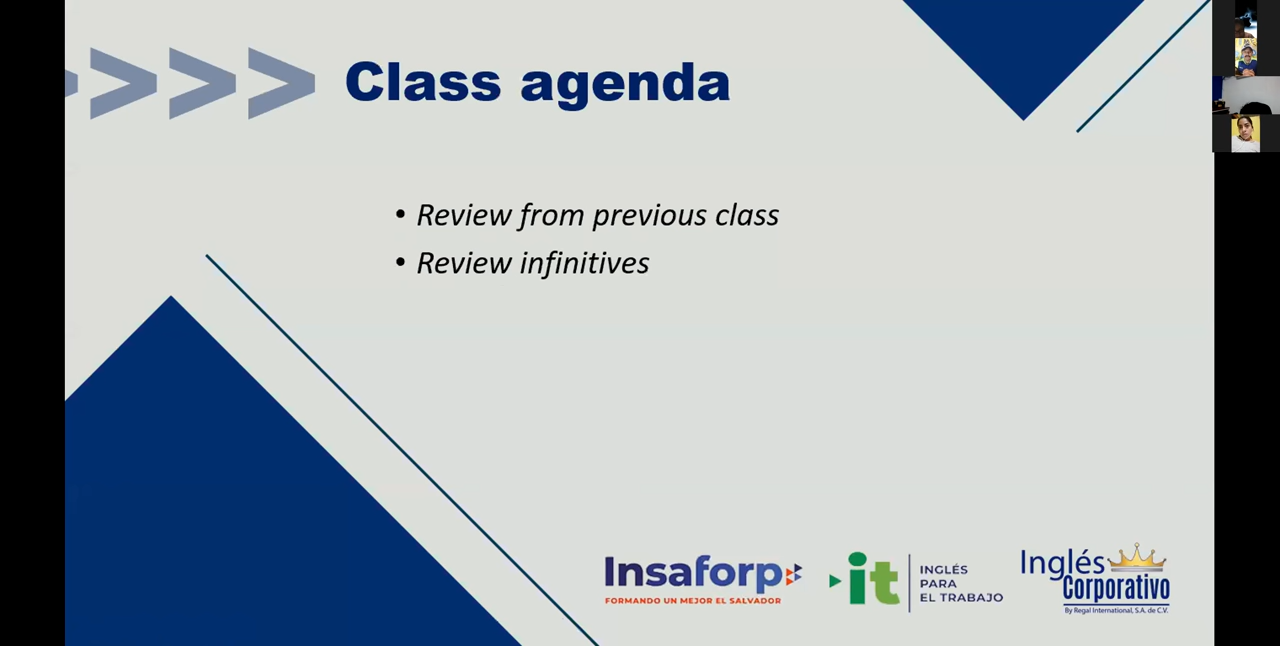 Class agenda
• Review from previous class
• Review infinitives
Insaforp
FORMANDO UN MEJOR EL SALVADOR
it
INGLÉS
PARA
EL TRABAJO
Inglés
Corporativo
By Regal International, S.A. de C.V.